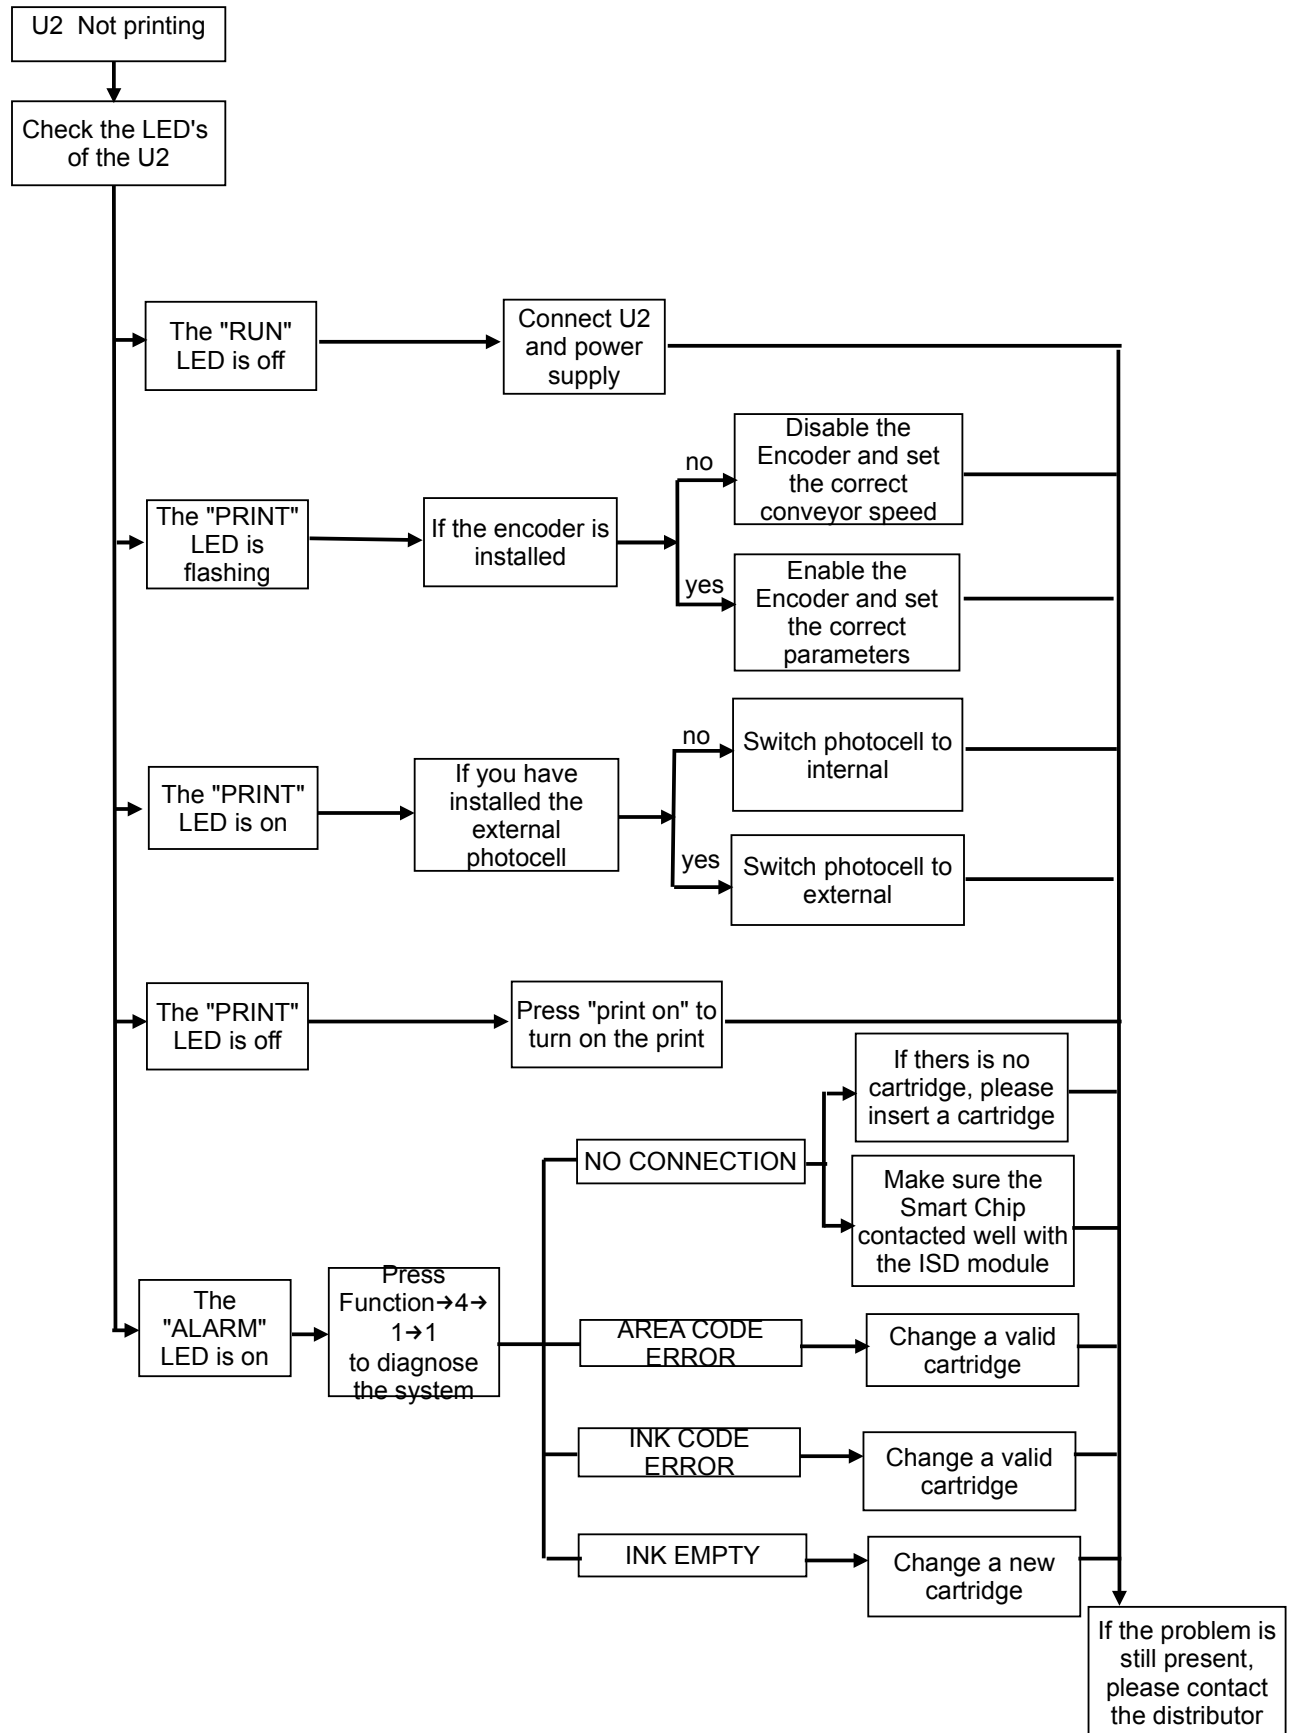 U2  Not printing
Check the LED's
of the U2
The "RUN"
LED is off
Connect U2
and power
supply
The "PRINT"
LED is
flashing
If the encoder is
installed
no
Disable the
Encoder and set
the correct
conveyor speed
yes
Enable the
Encoder and set
the correct
parameters
The "PRINT"
LED is on
If you have
installed the
external
photocell
no
Switch photocell to
internal
yes
Switch photocell to
external
The "PRINT"
LED is off
Press "print on" to
turn on the print
The
"ALARM"
LED is on
Press
Function→4→
1→1
to diagnose
the system
NO CONNECTION
If thers is no
cartridge, please
insert a cartridge
Make sure the
Smart Chip
contacted well with
the ISD module
AREA CODE
ERROR
Change a valid
cartridge
INK CODE
ERROR
Change a valid
cartridge
INK EMPTY
Change a new
cartridge
If the problem is
still present,
please contact
the distributor